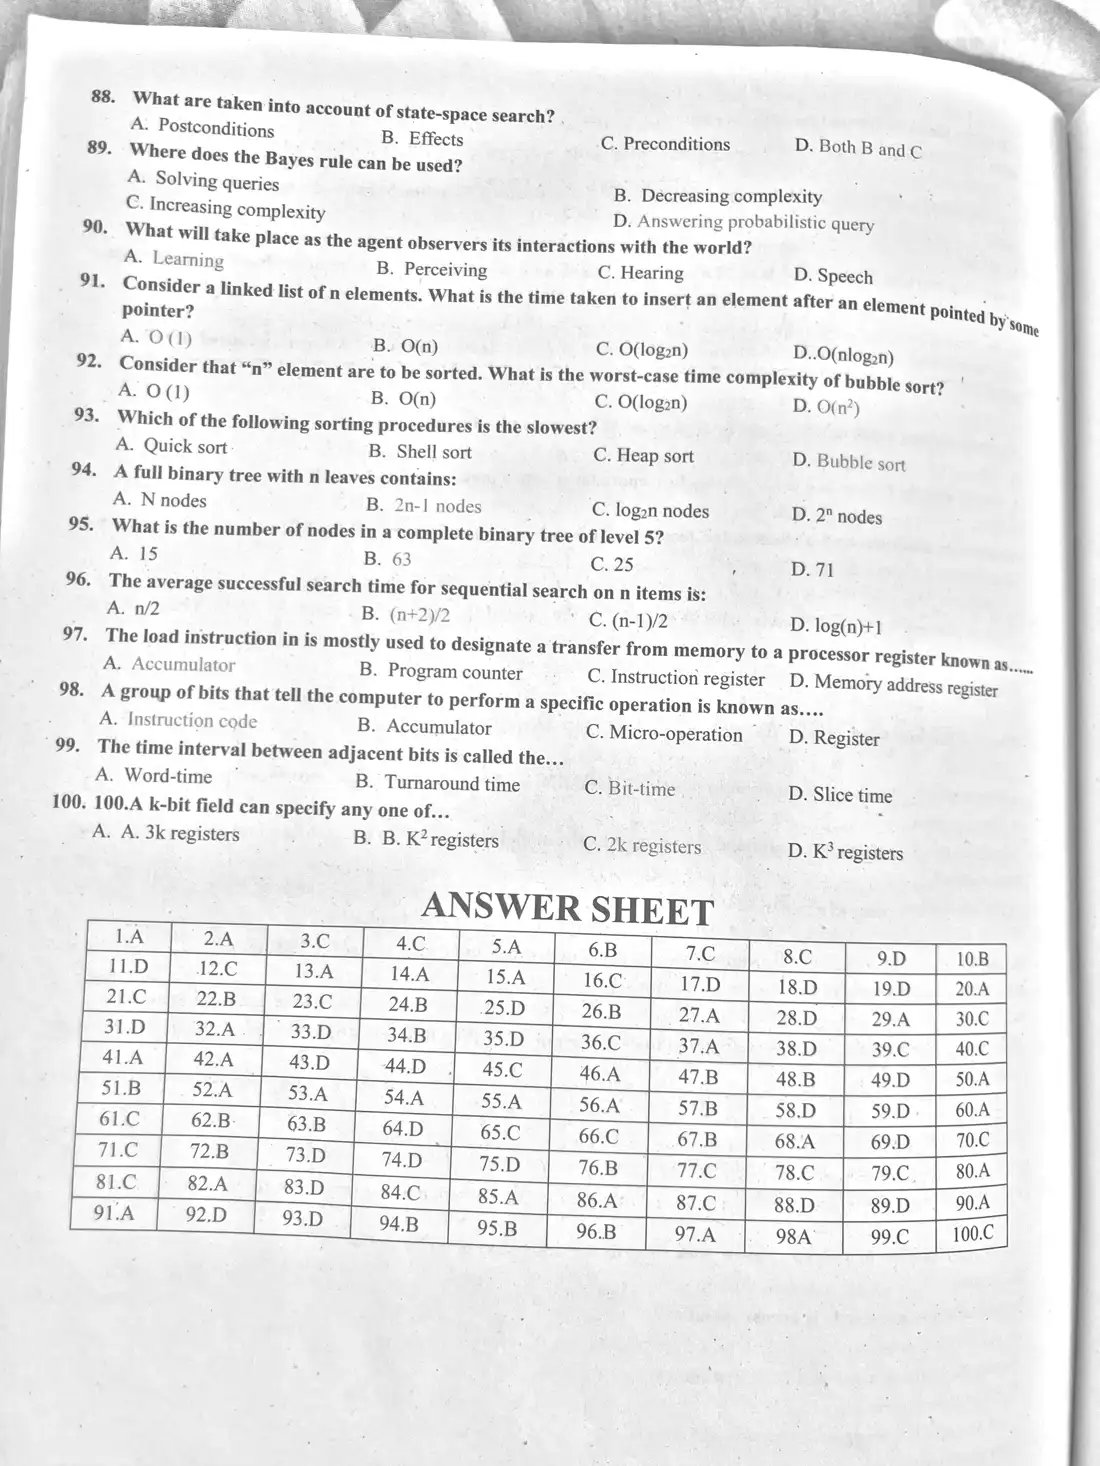 88. What are taken into account of state-space search?
A. Postconditions B. Effects C. Preconditions D. Both B and C
89. Where does the Bayes rule can be used?
A. Solving queries B. Decreasing complexity
C. Increasing complexity D. Answering probabilistic query
90. What will take place as the agent observers its interactions with the world?
A. Learning B. Perceiving C. Hearing D. Speech
91. Consider a linked list of n elements. What is the time taken to insert an element after an element pointed by some
pointer?
A. O (1) B. O(n) C. O(log₂n) D..O(nlog₂n)
92. Consider that “n” element are to be sorted. What is the worst-case time complexity of bubble sort?
A. O (1) B. O(n) C. O(log₂n) D. O(n²)
93. Which of the following sorting procedures is the slowest?
A. Quick sort B. Shell sort C. Heap sort D. Bubble sort
94. A full binary tree with n leaves contains:
A. N nodes B. 2n-1 nodes C. log₂n nodes D. 2ⁿ nodes
95. What is the number of nodes in a complete binary tree of level 5?
A. 15 B. 63 C. 25 D. 71
96. The average successful search time for sequential search on n items is:
A. n/2 B. (n+2)/2 C. (n-1)/2 D. log(n)+1
97. The load instruction in is mostly used to designate a transfer from memory to a processor register known as......
A. Accumulator B. Program counter C. Instruction register D. Memory address register
98. A group of bits that tell the computer to perform a specific operation is known as....
A. Instruction code B. Accumulator C. Micro-operation D. Register
99. The time interval between adjacent bits is called the...
A. Word-time B. Turnaround time C. Bit-time D. Slice time
100. 100.A k-bit field can specify any one of...
A. A. 3k registers B. B. K² registers C. 2k registers D. K³ registers
ANSWER SHEET
1.A 2.A 3.C 4.C 5.A 6.B 7.C 8.C 9.D 10.B
11.D 12.C 13.A 14.A 15.A 16.C 17.D 18.D 19.D 20.A
21.C 22.B 23.C 24.B 25.D 26.B 27.A 28.D 29.A 30.C
31.D 32.A 33.D 34.B 35.D 36.C 37.A 38.D 39.C 40.C
41.A 42.A 43.D 44.D 45.C 46.A 47.B 48.B 49.D 50.A
51.B 52.A 53.A 54.A 55.A 56.A 57.B 58.D 59.D 60.A
61.C 62.B 63.B 64.D 65.C 66.C 67.B 68.A 69.D 70.C
71.C 72.B 73.D 74.D 75.D 76.B 77.C 78.C 79.C 80.A
81.C 82.A 83.D 84.C 85.A 86.A 87.C 88.D 89.D 90.A
91.A 92.D 93.D 94.B 95.B 96.B 97.A 98A 99.C 100.C